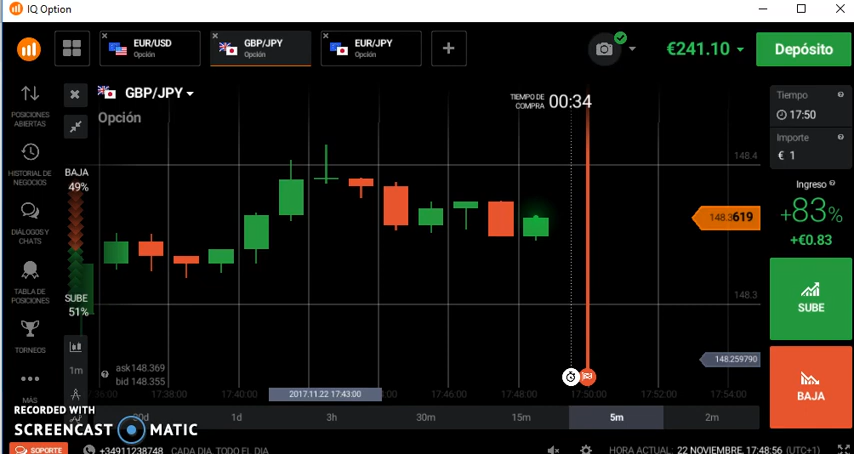 IQ Option
EUR/USD
Opción
GBP/JPY
Opción
EUR/JPY
Opción
€241.10
Depósito
POSICIONES ABIERTAS
HISTORIAL DE NEGOCIOS
DIÁLOGOS Y CHATS
TABLA DE POSICIONES
TORNEOS
MÁS
GBP/JPY
Opción
BAJA
49%
SUBE
51%
1m
TIEMPO DE
COMPRA
00:34
148.4
148.3619
148.3
148.259790
ask 148.369
bid 148.355
17:38:00
17:40:00
2017.11.22 17:43:00
17:46:00
17:48:00
17:50:00
17:52:00
17:54:00
30d
1d
3h
30m
15m
5m
2m
Tiempo
17:50
Importe
€ 1
Ingreso
+83%
+€0.83
SUBE
BAJA
RECORDED WITH
SCREENCAST MATIC
SOPORTE
+34911238748
CADA DIA, TODO EL DIA
HORA ACTUAL: 22 NOVIEMBRE, 17:48:56 (UTC+1)